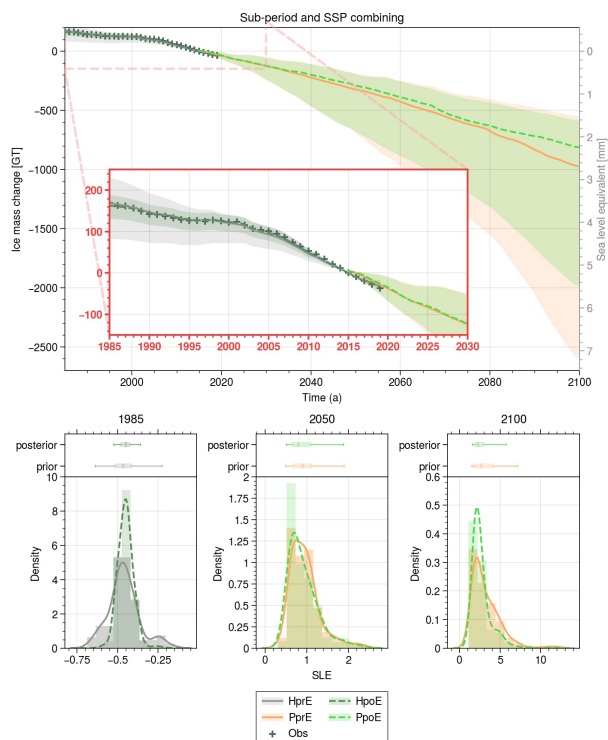 Sub-period and SSP combining
Ice mass change [GT]
0
−500
−1000
−1500
−2000
−2500
0
1
2
3
4
5
6
7
Sea level equivalent [mm]
200
100
0
−100
1985 1990 1995 2000 2005 2010 2015 2020 2025 2030
2000 2020 2040 2060 2080 2100
Time (a)
1985 2050 2100
posterior posterior posterior
prior prior prior
Density
10
8
6
4
2
0
−0.75 −0.5 −0.25
Density
2
1.75
1.5
1.25
1
0.75
0.5
0.25
0
0 1 2
SLE
Density
0.6
0.5
0.4
0.3
0.2
0.1
0
0 5 10
HprE HpoE
PprE PpoE
Obs